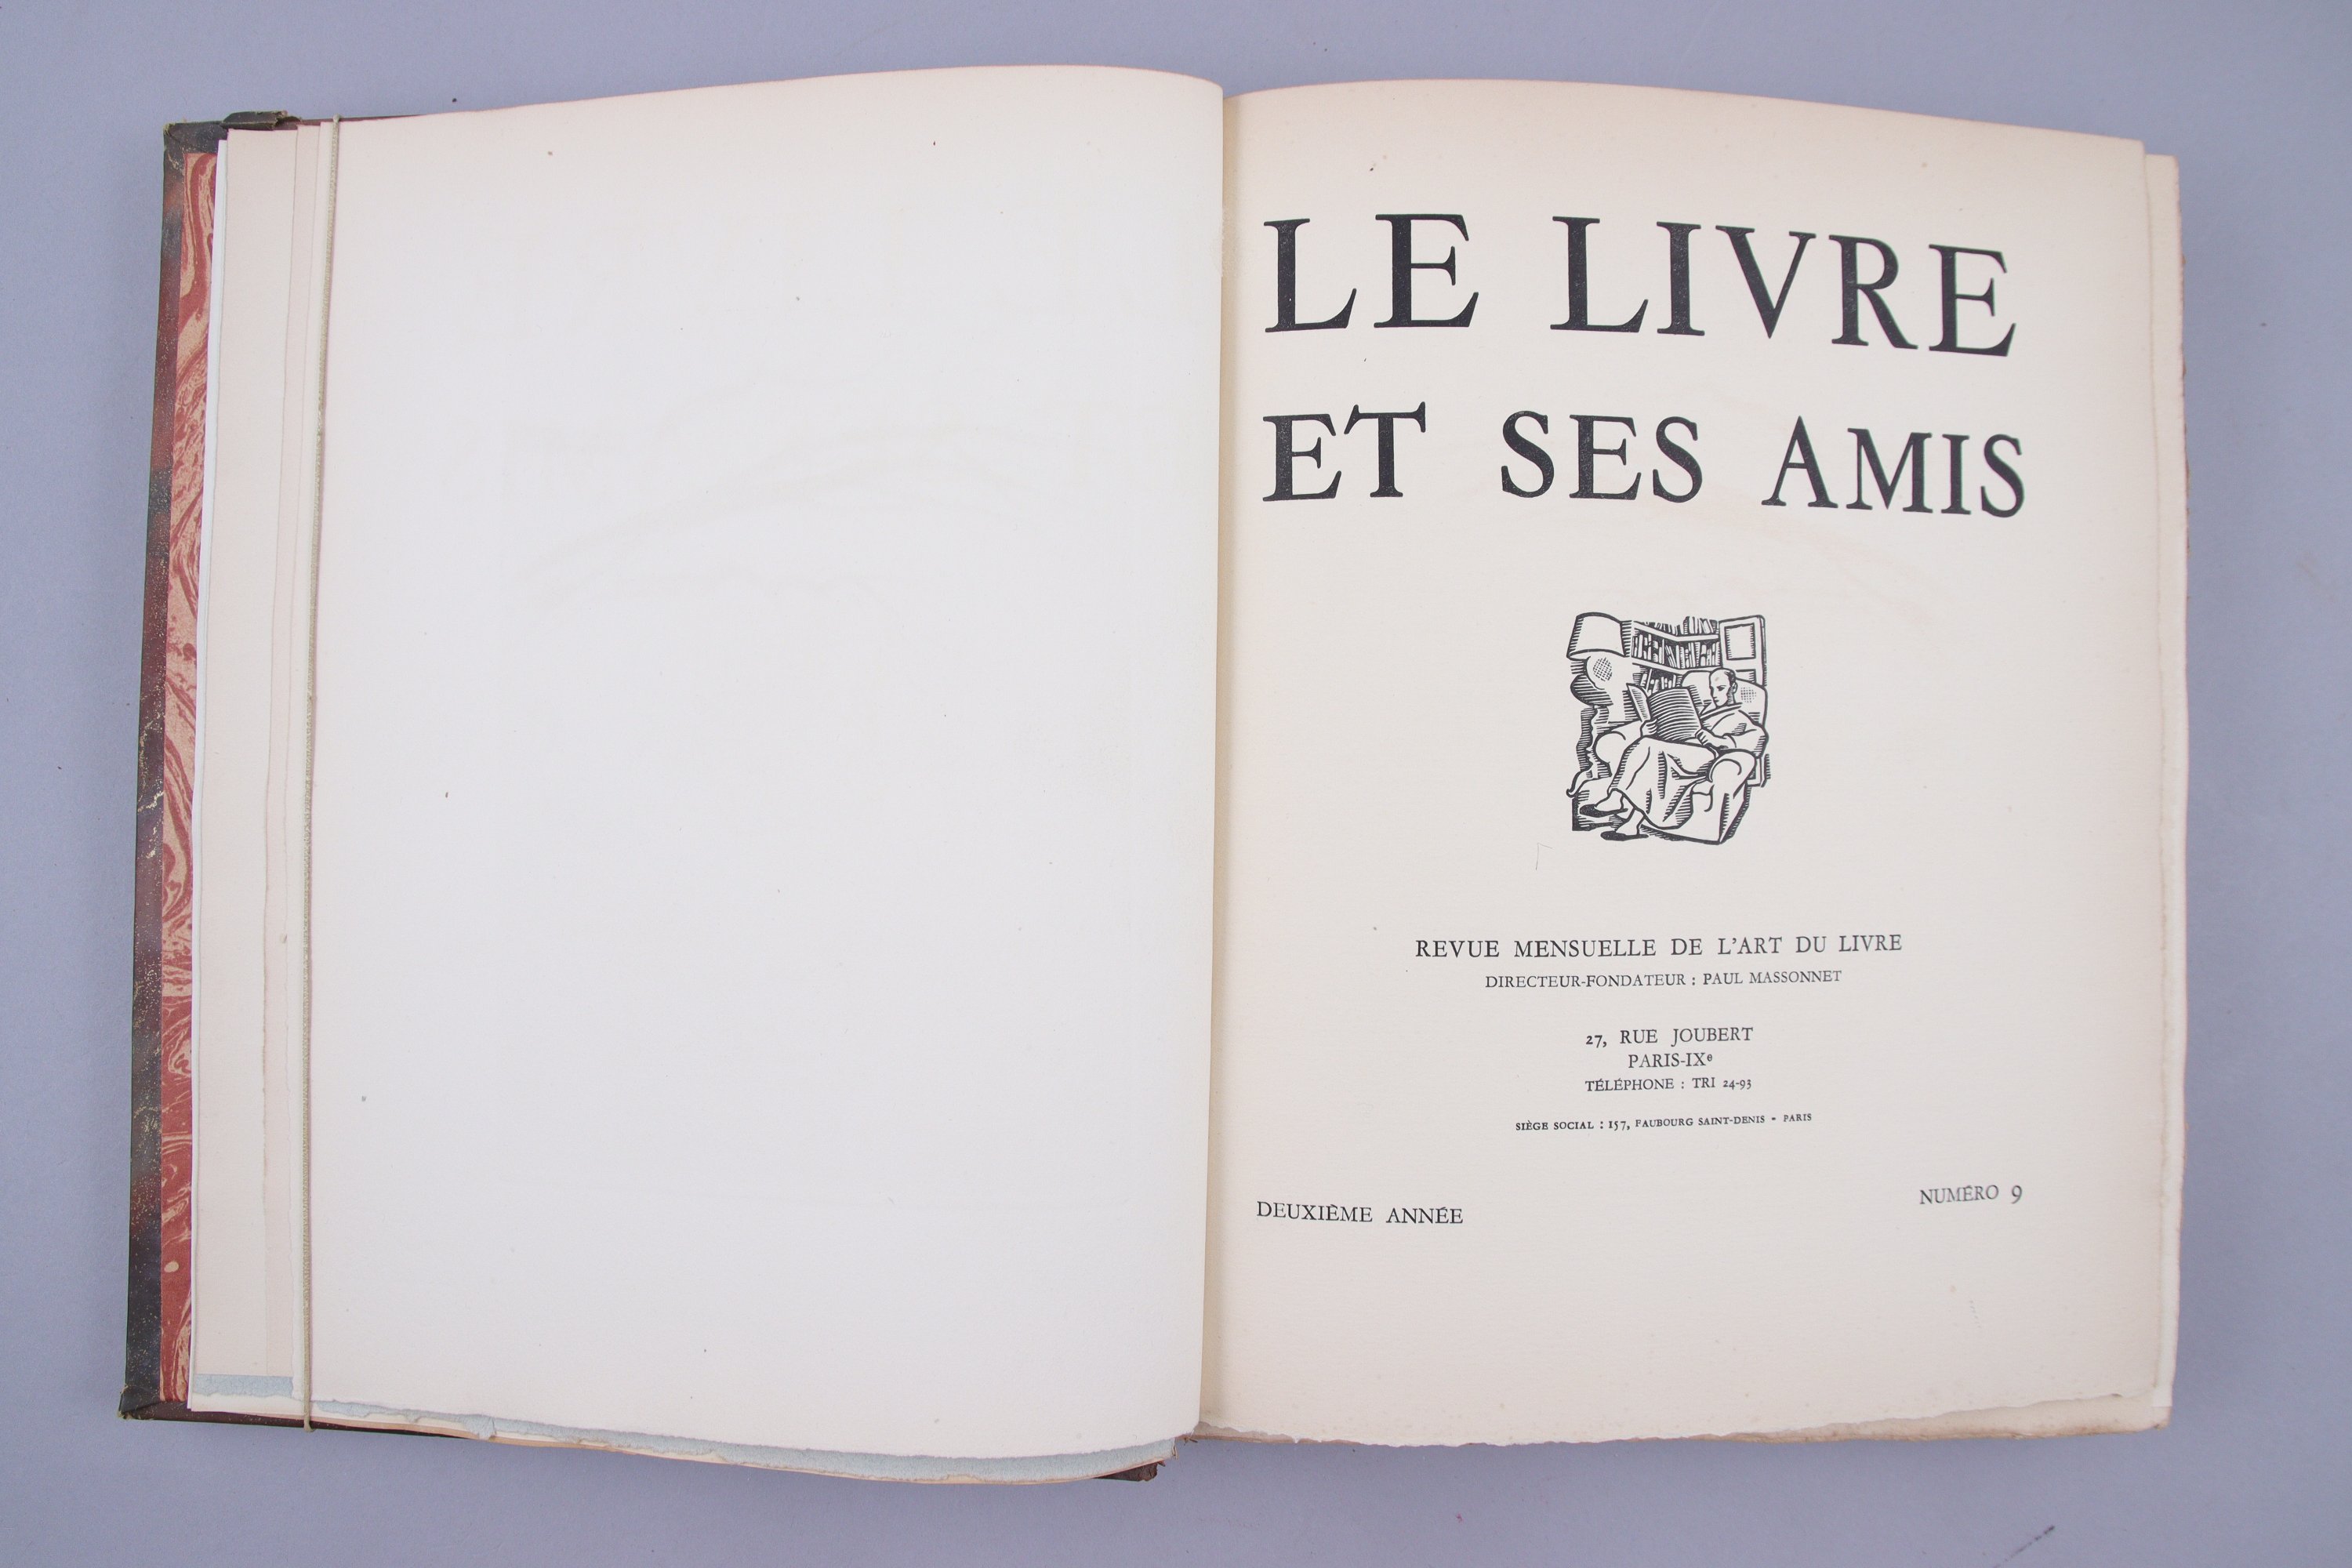 LE LIVRE
ET SES AMIS
REVUE MENSUELLE DE L'ART DU LIVRE
DIRECTEUR-FONDATEUR : PAUL MASSONNET
27, RUE JOUBERT
PARIS-IXe
TÉLÉPHONE : TRI 24-93
SIÈGE SOCIAL : 157, FAUBOURG SAINT-DENIS - PARIS
DEUXIÈME ANNÉE
NUMÉRO 9